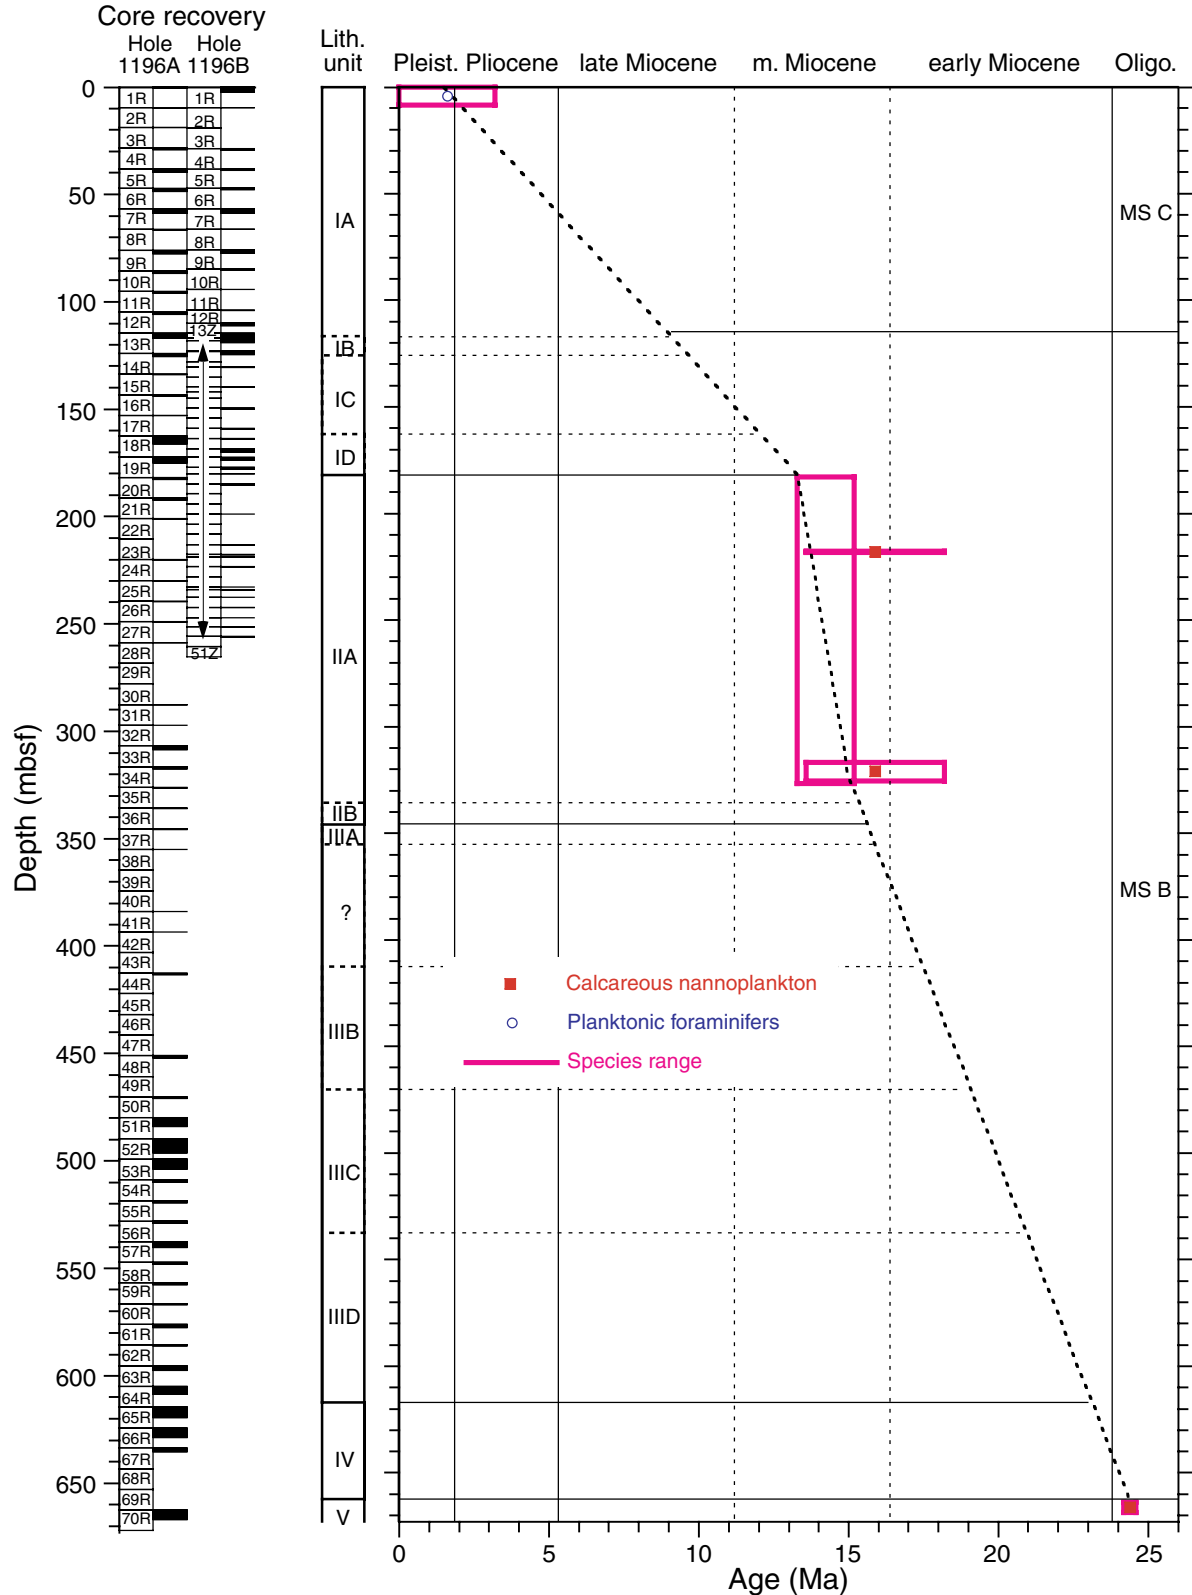 Core recovery
Hole Hole
1196A 1196B
Lith.
unit
Pleist. Pliocene late Miocene m. Miocene early Miocene Oligo.
0
50
100
150
200
250
300
350
400
450
500
550
600
650
Depth (mbsf)
1R
2R
3R
4R
5R
6R
7R
8R
9R
10R
11R
12R
13R
14R
15R
16R
17R
18R
19R
20R
21R
22R
23R
24R
25R
26R
27R
28R
29R
30R
31R
32R
33R
34R
35R
36R
37R
38R
39R
40R
41R
42R
43R
44R
45R
46R
47R
48R
49R
50R
51R
52R
53R
54R
55R
56R
57R
58R
59R
60R
61R
62R
63R
64R
65R
66R
67R
68R
69R
70R
1R
2R
3R
4R
5R
6R
7R
8R
9R
10R
11R
12R
13Z
51Z
IA
IB
IC
ID
IIA
IIB
IIIA
?
IIIB
IIIC
IIID
IV
V
MS C
MS B
Calcareous nannoplankton
Planktonic foraminifers
Species range
0 5 10 15 20 25
Age (Ma)